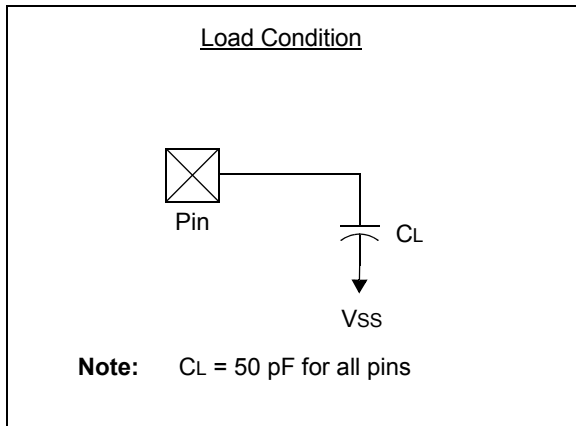 Load Condition
Pin
CL
VSS
Note: CL = 50 pF for all pins